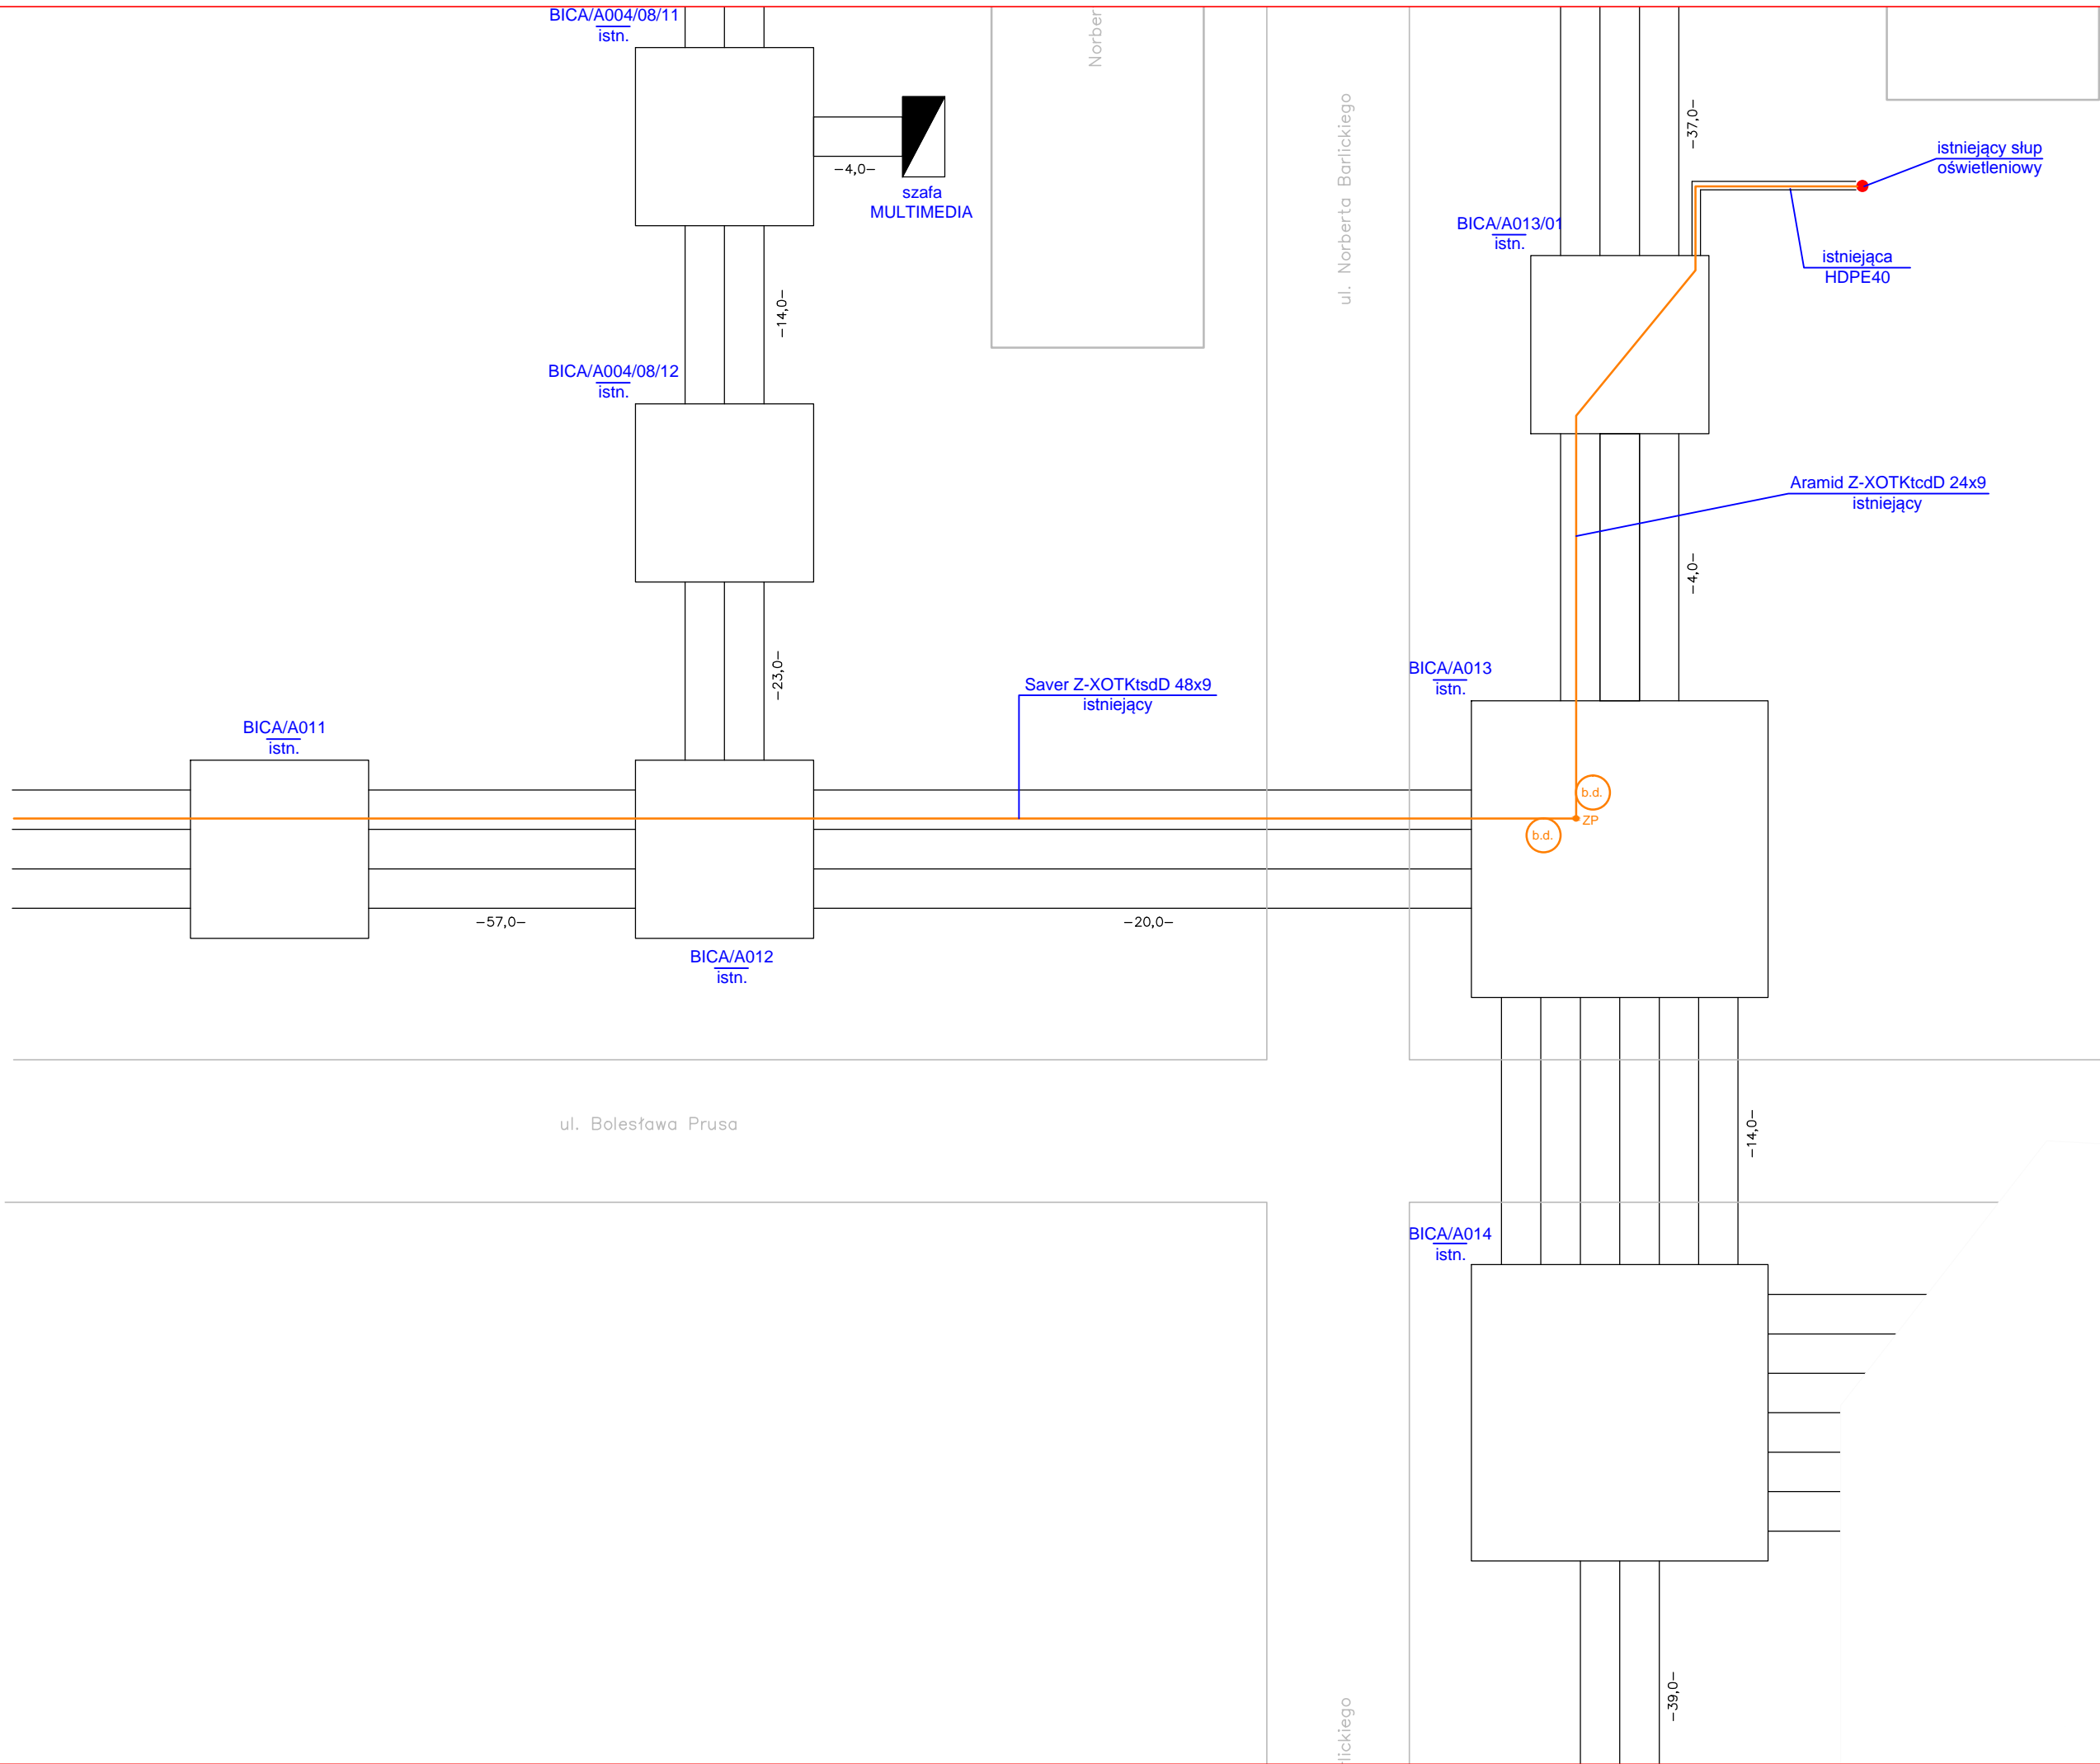 BICA/A004/08/11
istn.
Norber
-4,0-
szafa
MULTIMEDIA
ul. Norberta Barlickiego
-37,0-
istniejący słup
oświetleniowy
BICA/A013/01
istn.
istniejąca
HDPE40
-14,0-
BICA/A004/08/12
istn.
Aramid Z-XOTKtcdD 24x9
istniejący
-4,0-
-23,0-
Saver Z-XOTKtsdD 48x9
istniejący
BICA/A013
istn.
BICA/A011
istn.
b.d.
ZP
b.d.
-57,0-
-20,0-
BICA/A012
istn.
ul. Bolesława Prusa
-14,0-
BICA/A014
istn.
-39,0-
lickiego